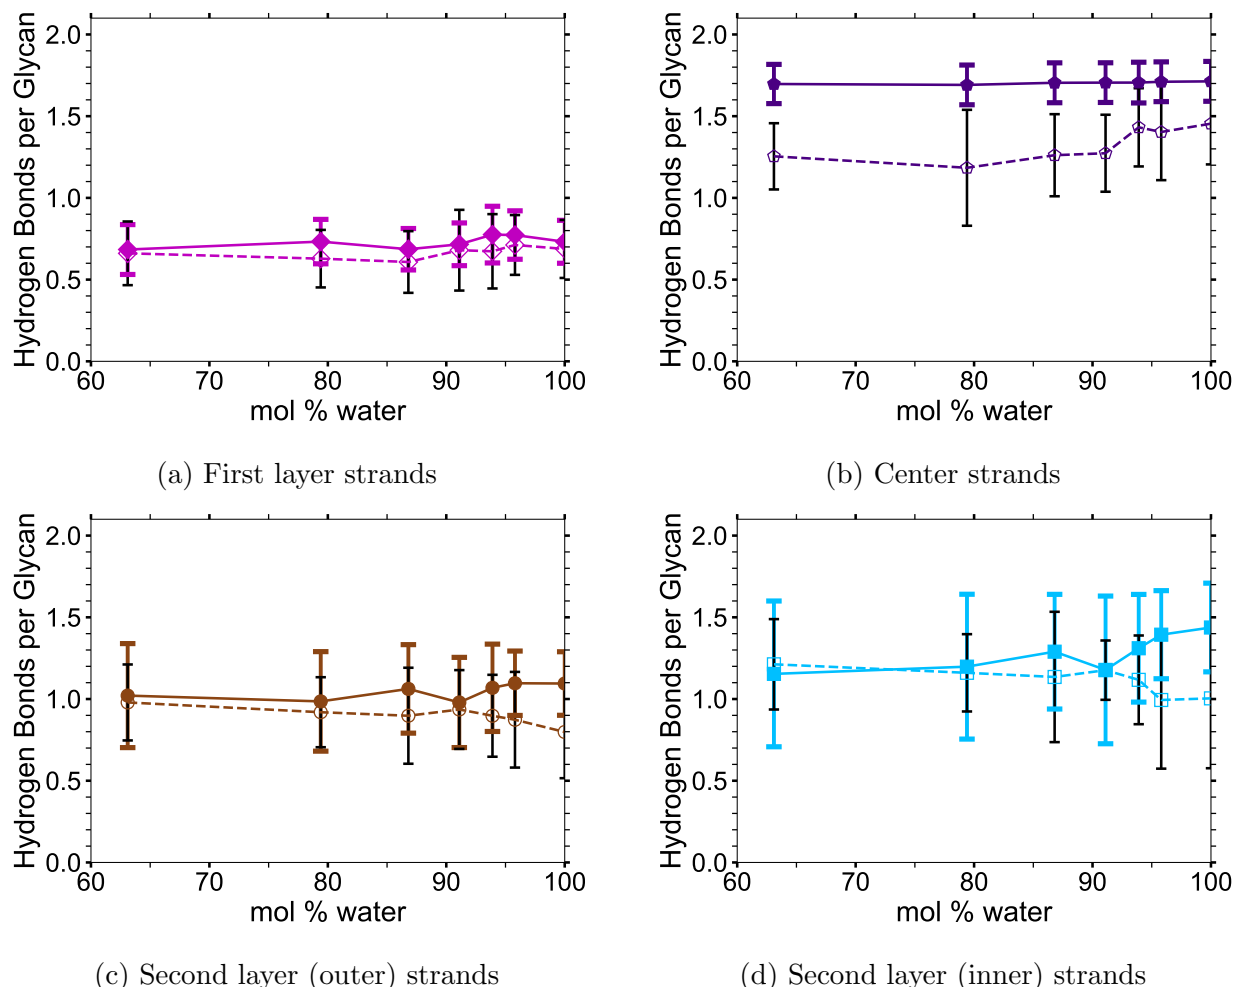 Hydrogen Bonds per Glycan
2.0
1.5
1.0
0.5
0.0
60 70 80 90 100
mol % water
(a) First layer strands
Hydrogen Bonds per Glycan
2.0
1.5
1.0
0.5
0.0
60 70 80 90 100
mol % water
(b) Center strands
Hydrogen Bonds per Glycan
2.0
1.5
1.0
0.5
0.0
60 70 80 90 100
mol % water
(c) Second layer (outer) strands
Hydrogen Bonds per Glycan
2.0
1.5
1.0
0.5
0.0
60 70 80 90 100
mol % water
(d) Second layer (inner) strands